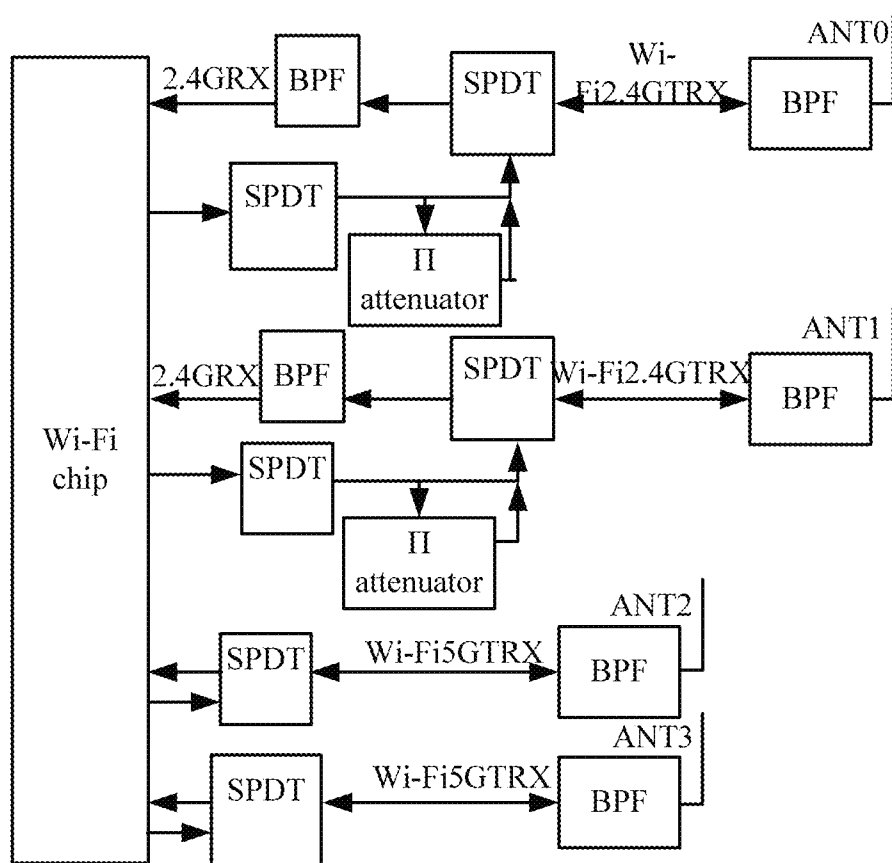 ANT0
2.4GRX
BPF
SPDT
Wi-
Fi2.4GTRX
BPF
SPDT
Π
attenuator
ANT1
2.4GRX
BPF
SPDT
Wi-Fi2.4GTRX
BPF
Wi-Fi
chip
SPDT
Π
attenuator
ANT2
SPDT
Wi-Fi5GTRX
BPF
ANT3
SPDT
Wi-Fi5GTRX
BPF